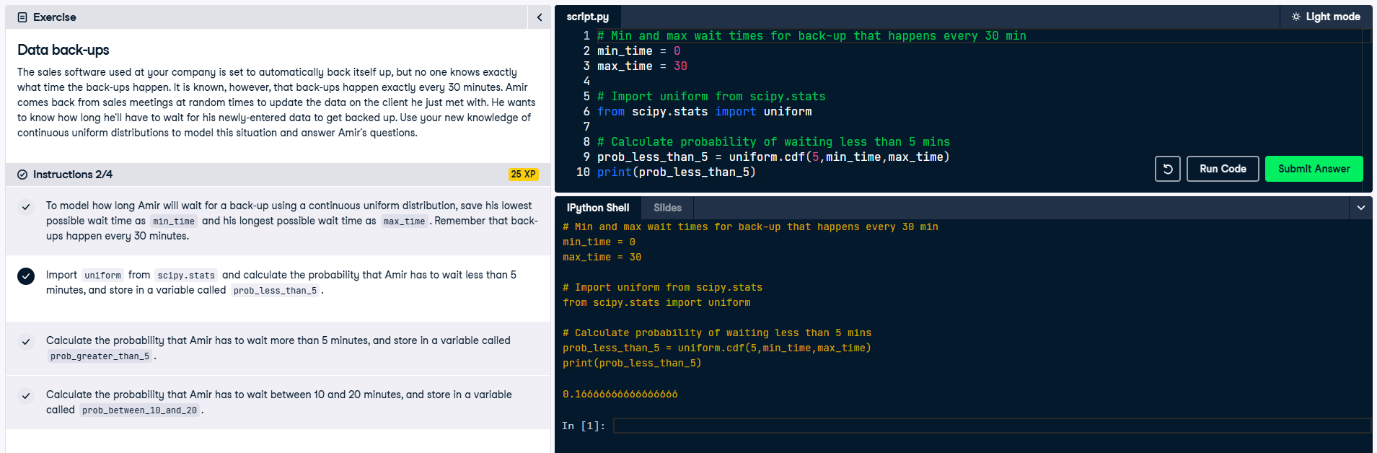 Exercise
Data back-ups
The sales software used at your company is set to automatically back itself up, but no one knows exactly
what time the back-ups happen. It is known, however, that back-ups happen exactly every 30 minutes. Amir
comes back from sales meetings at random times to update the data on the client he just met with. He wants
to know how long he'll have to wait for his newly-entered data to get backed up. Use your new knowledge of
continuous uniform distributions to model this situation and answer Amir's questions.
Instructions 2/4
25 XP
To model how long Amir will wait for a back-up using a continuous uniform distribution, save his lowest
possible wait time as min_time and his longest possible wait time as max_time. Remember that back-
ups happen every 30 minutes.
Import uniform from scipy.stats and calculate the probability that Amir has to wait less than 5
minutes, and store in a variable called prob_less_than_5.
Calculate the probability that Amir has to wait more than 5 minutes, and store in a variable called
prob_greater_than_5.
Calculate the probability that Amir has to wait between 10 and 20 minutes, and store in a variable
called prob_between_10_and_20.
script.py
Light mode
1 # Min and max wait times for back-up that happens every 30 min
2 min_time = 0
3 max_time = 30
4
5 # Import uniform from scipy.stats
6 from scipy.stats import uniform
7
8 # Calculate probability of waiting less than 5 mins
9 prob_less_than_5 = uniform.cdf(5,min_time,max_time)
10 print(prob_less_than_5)
Run Code
Submit Answer
IPython Shell
Slides
# Min and max wait times for back-up that happens every 30 min
min_time = 0
max_time = 30
# Import uniform from scipy.stats
from scipy.stats import uniform
# Calculate probability of waiting less than 5 mins
prob_less_than_5 = uniform.cdf(5,min_time,max_time)
print(prob_less_than_5)
0.16666666666666666
In [1]: